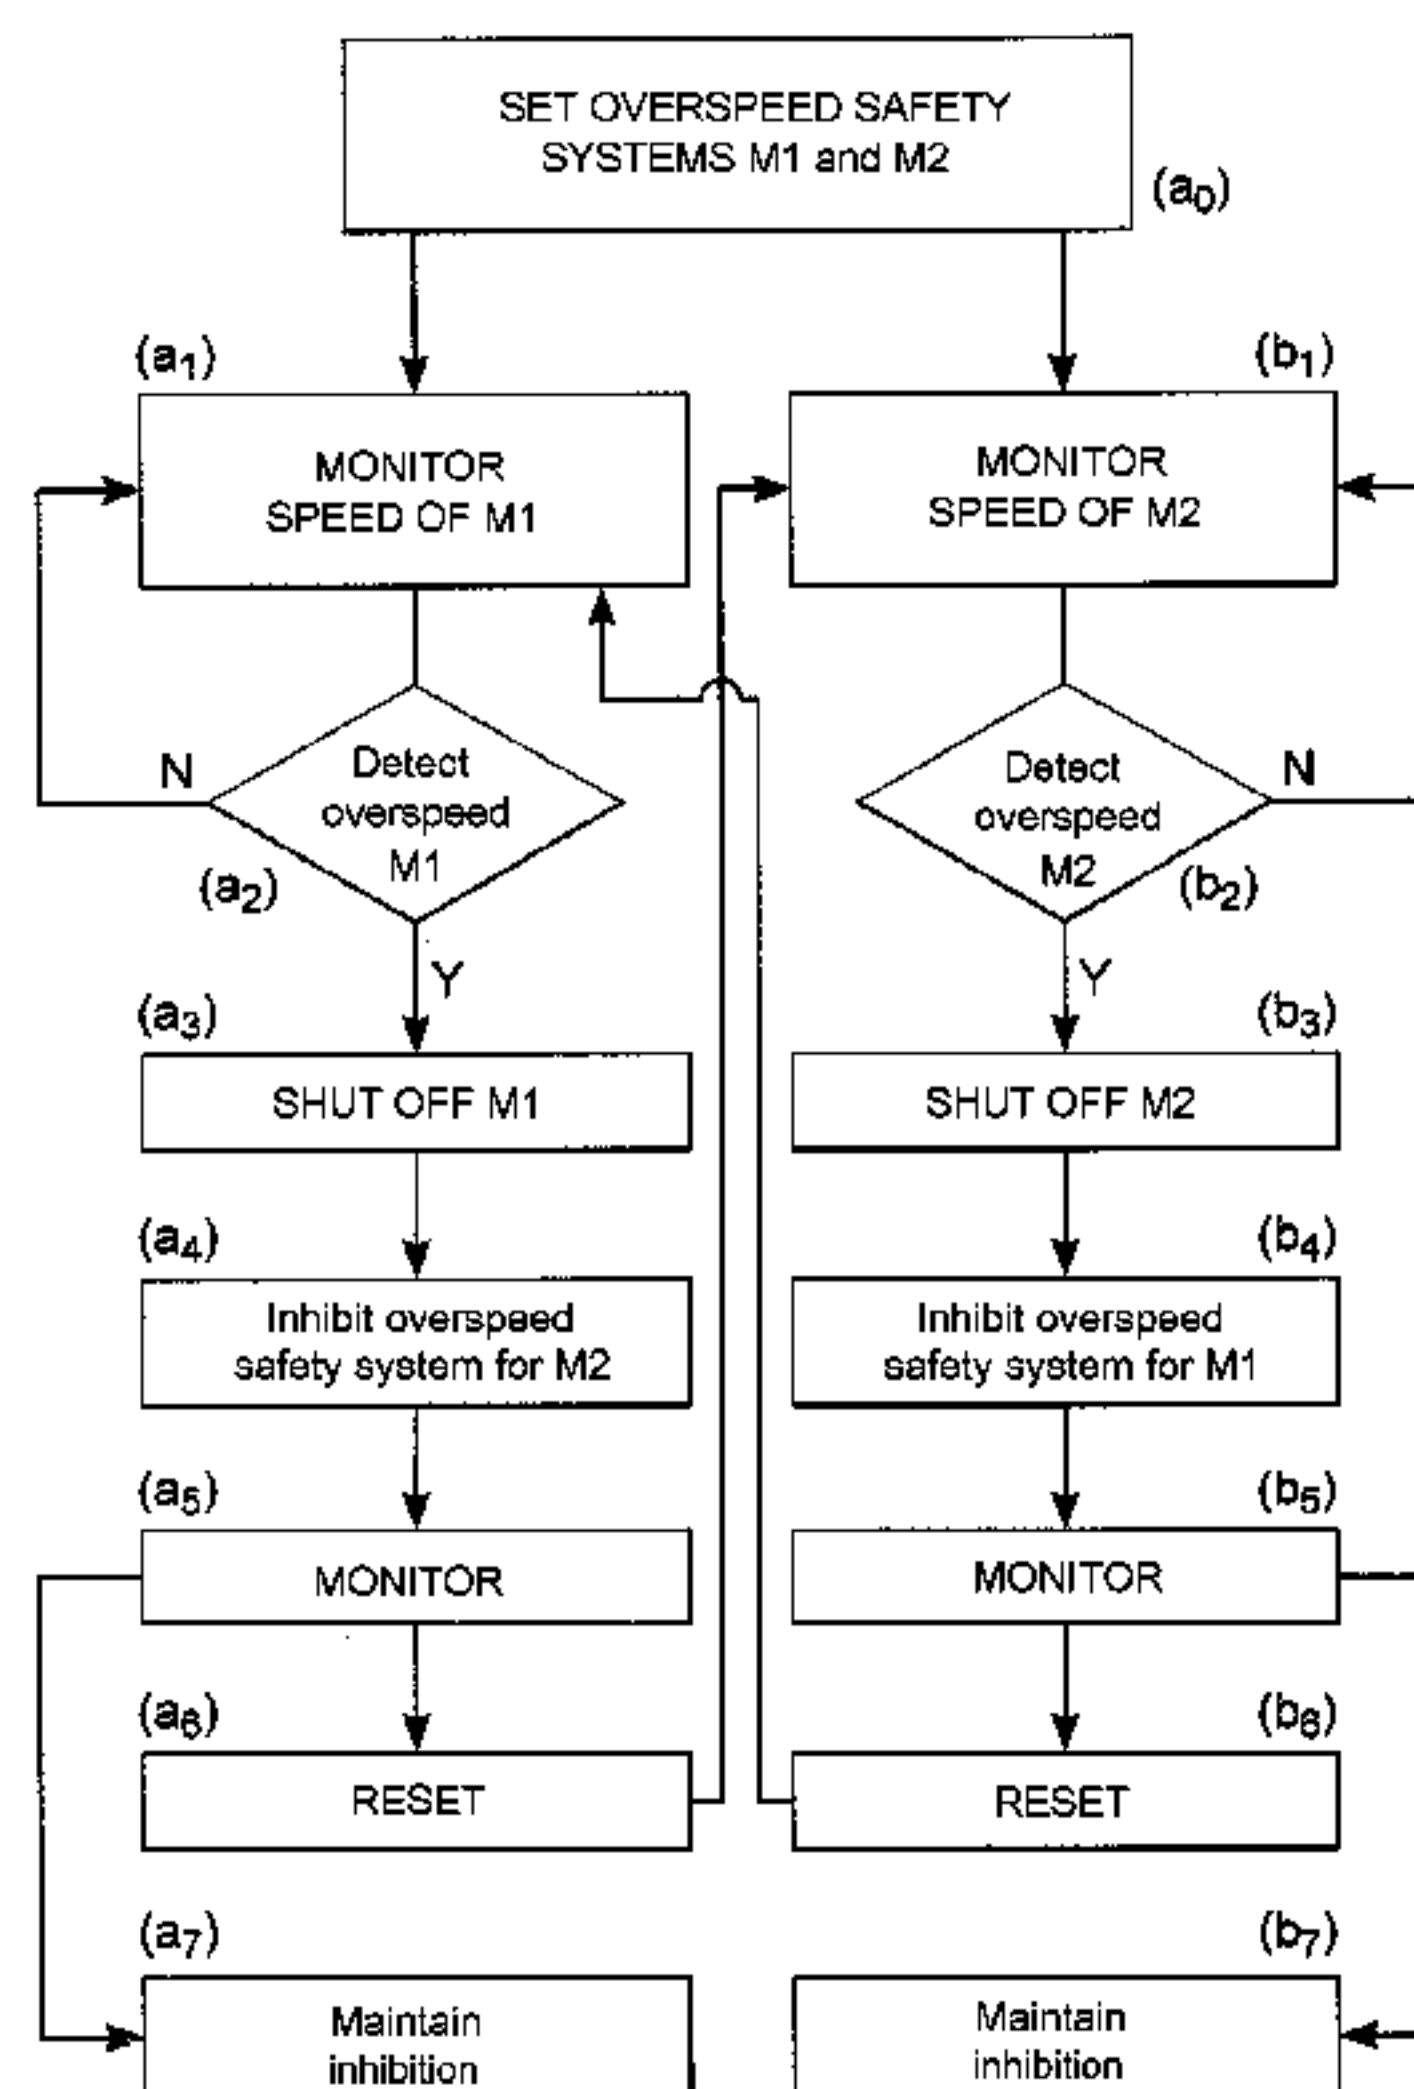 SET OVERSPEED SAFETY
SYSTEMS M1 and M2
(a0)
(a1)
MONITOR
SPEED OF M1
(b1)
MONITOR
SPEED OF M2
N
Detect
overspeed
M1
(a2)
Y
Detect
overspeed
M2
N
(b2)
Y
(a3)
SHUT OFF M1
(b3)
SHUT OFF M2
(a4)
Inhibit overspeed
safety system for M2
(b4)
Inhibit overspeed
safety system for M1
(a5)
MONITOR
(b5)
MONITOR
(a6)
RESET
(b6)
RESET
(a7)
Maintain
inhibition
(b7)
Maintain
inhibition